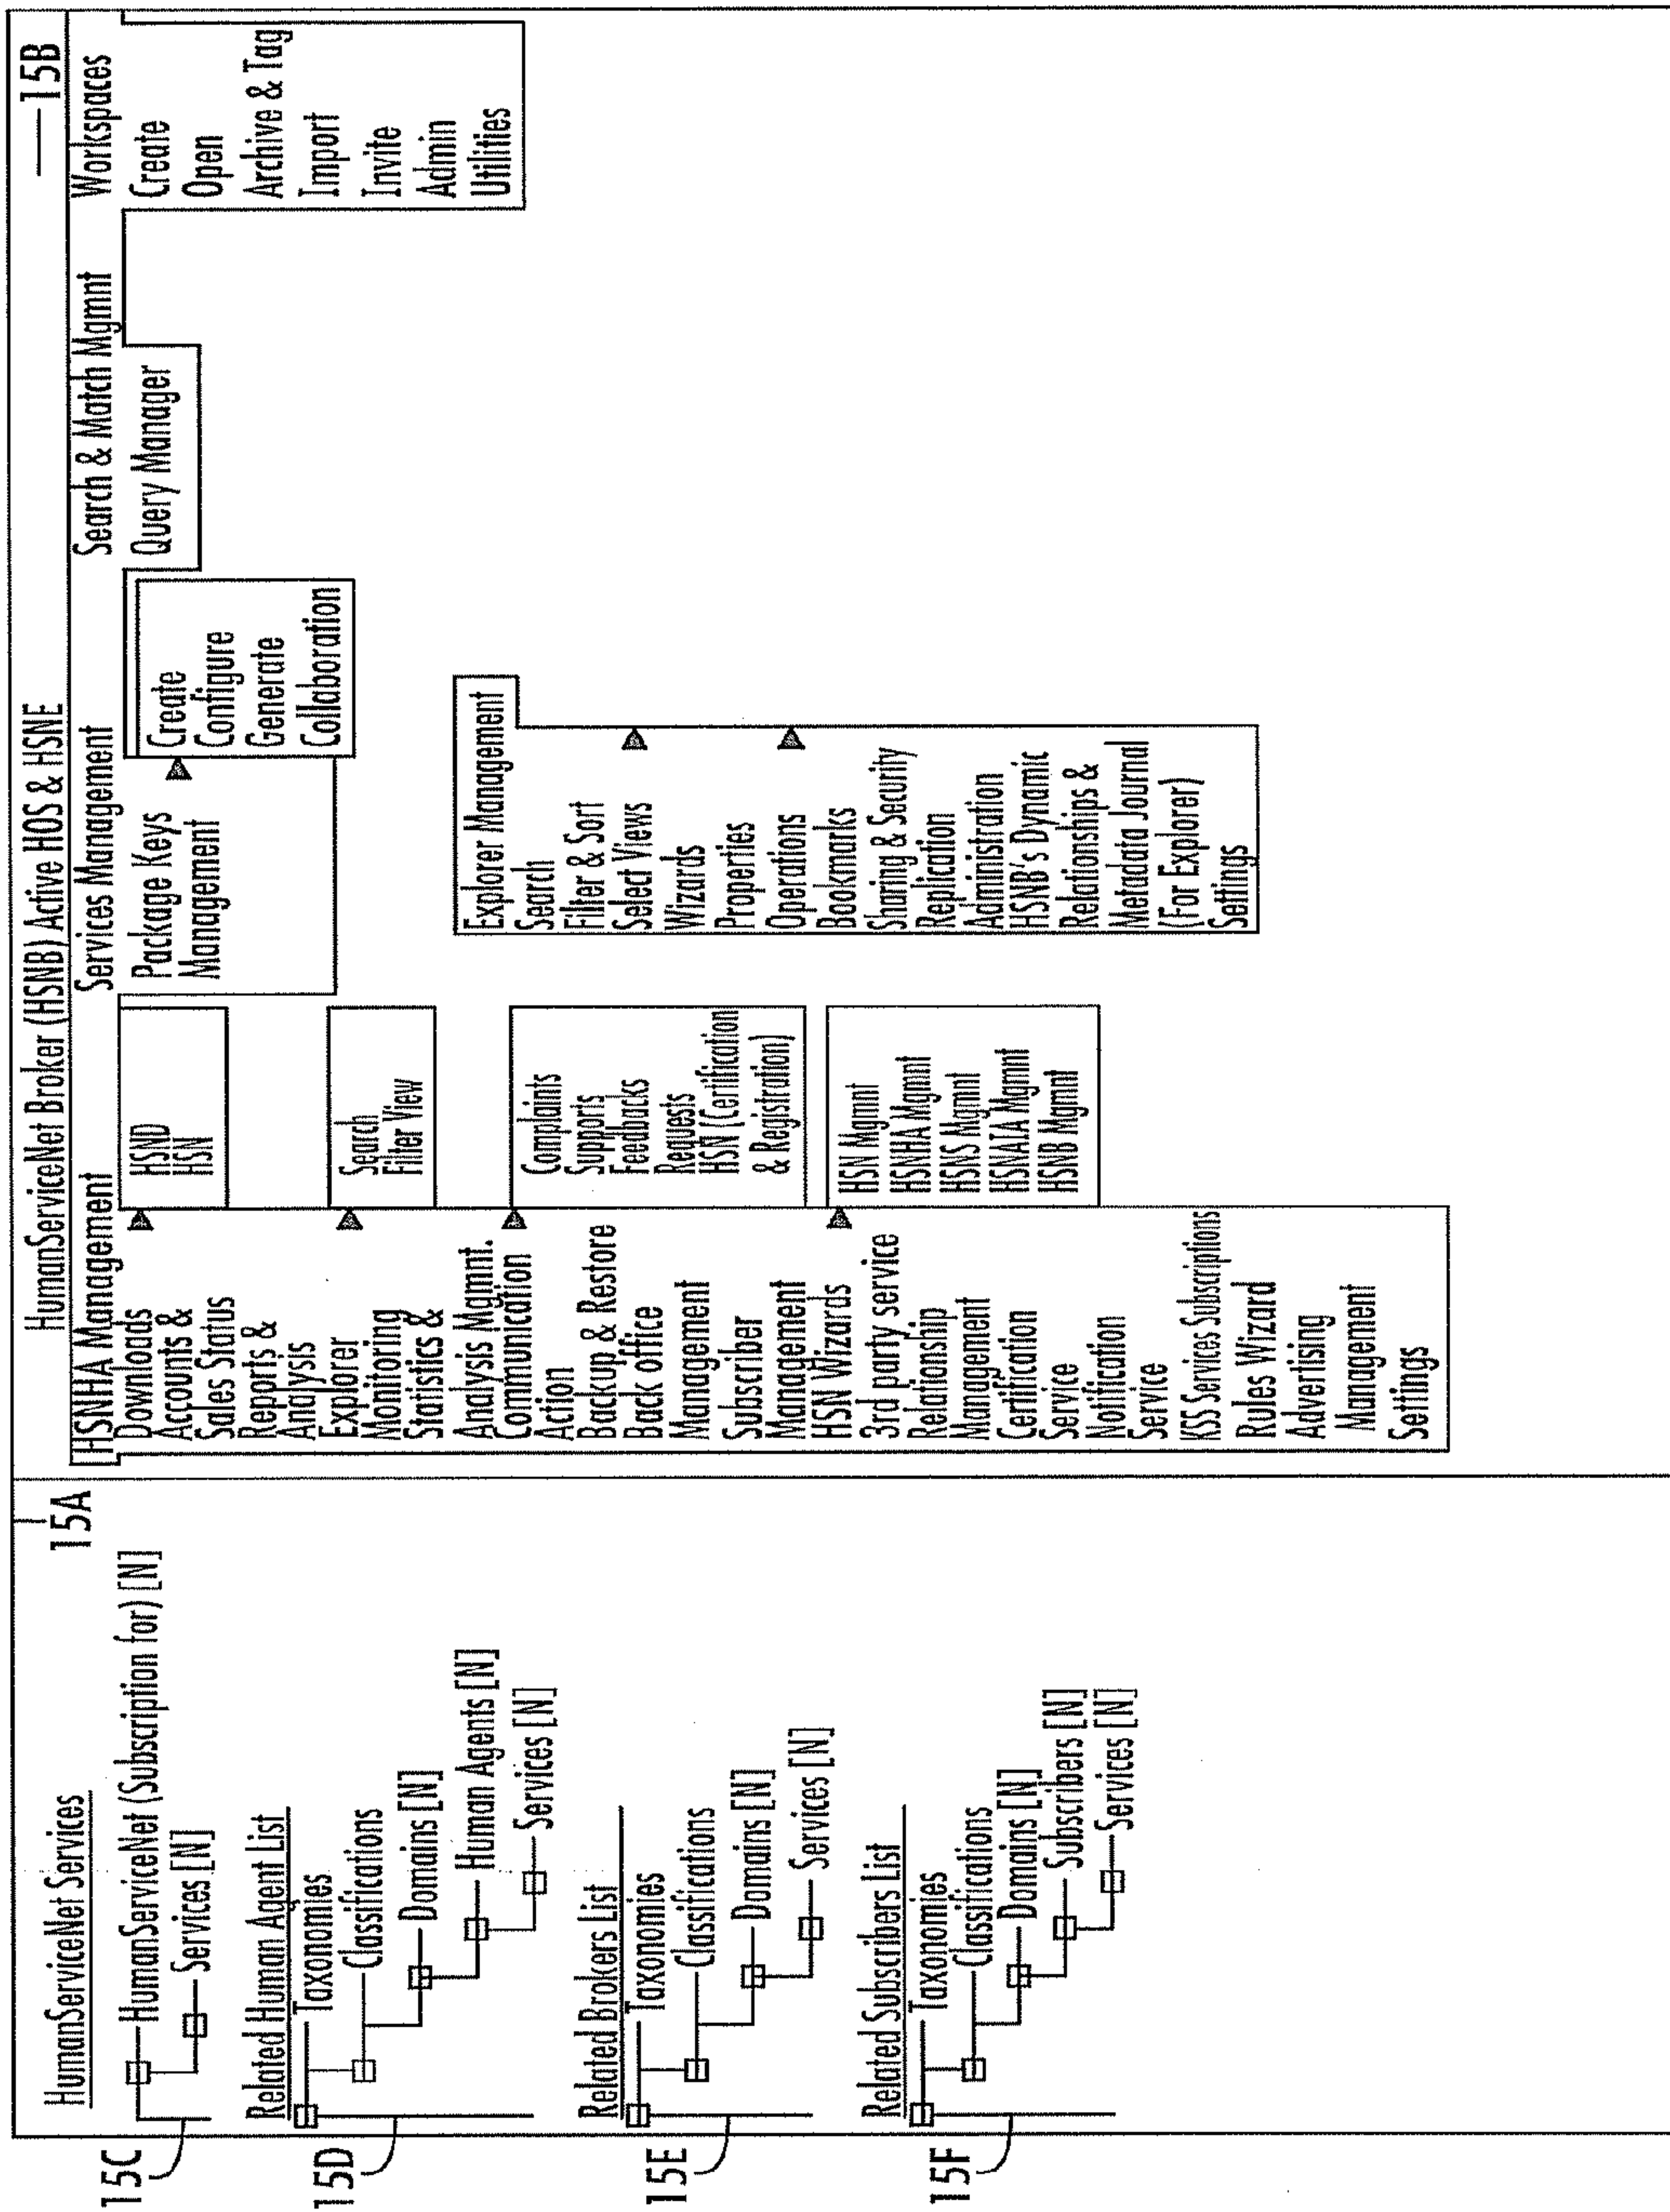 15A
HumanServiceNet Services
15C
HumanServiceNet (Subscription for) [N]
Services [N]
Related Human Agent List
15D
Taxonomies
Classifications
Domains [N]
Human Agents [N]
Services [N]
Related Brokers List
15E
Taxonomies
Classifications
Domains [N]
Services [N]
Related Subscribers List
15F
Taxonomies
Classifications
Domains [N]
Subscribers [N]
Services [N]
HumanServiceNet Broker (HSNB) Active HOS & HSNE
15B
HSNHA Management
Downloads
Accounts &
Sales Status
Reports &
Analysis
Explorer
Monitoring
Statistics &
Analysis Mgmnt.
Communication
Action
Backup & Restore
Back office
Management
Subscriber
Management
HSN Wizards
3rd party service
Relationship
Management
Certification
Service
Notification
Service
KSS Services Subscriptions
Rules Wizard
Advertising
Management
Settings
HSND
HSN
Search
Filter View
Complaints
Supports
Feedbacks
Requests
HSN (Certification
& Registration)
HSN Mgmnt
HSNHA Mgmnt
HSNS Mgmnt
HSNAIA Mgmnt
HSNB Mgmnt
Services Management
Package Keys
Management
Create
Configure
Generate
Collaboration
Explorer Management
Search
Filter & Sort
Select Views
Wizards
Properties
Operations
Bookmarks
Sharing & Security
Replication
Administration
HSNB's Dynamic
Relationships &
Metadata Journal
(For Explorer)
Settings
Search & Match Mgmnt
Query Manager
Workspaces
Create
Open
Archive & Tag
Import
Invite
Admin
Utilities